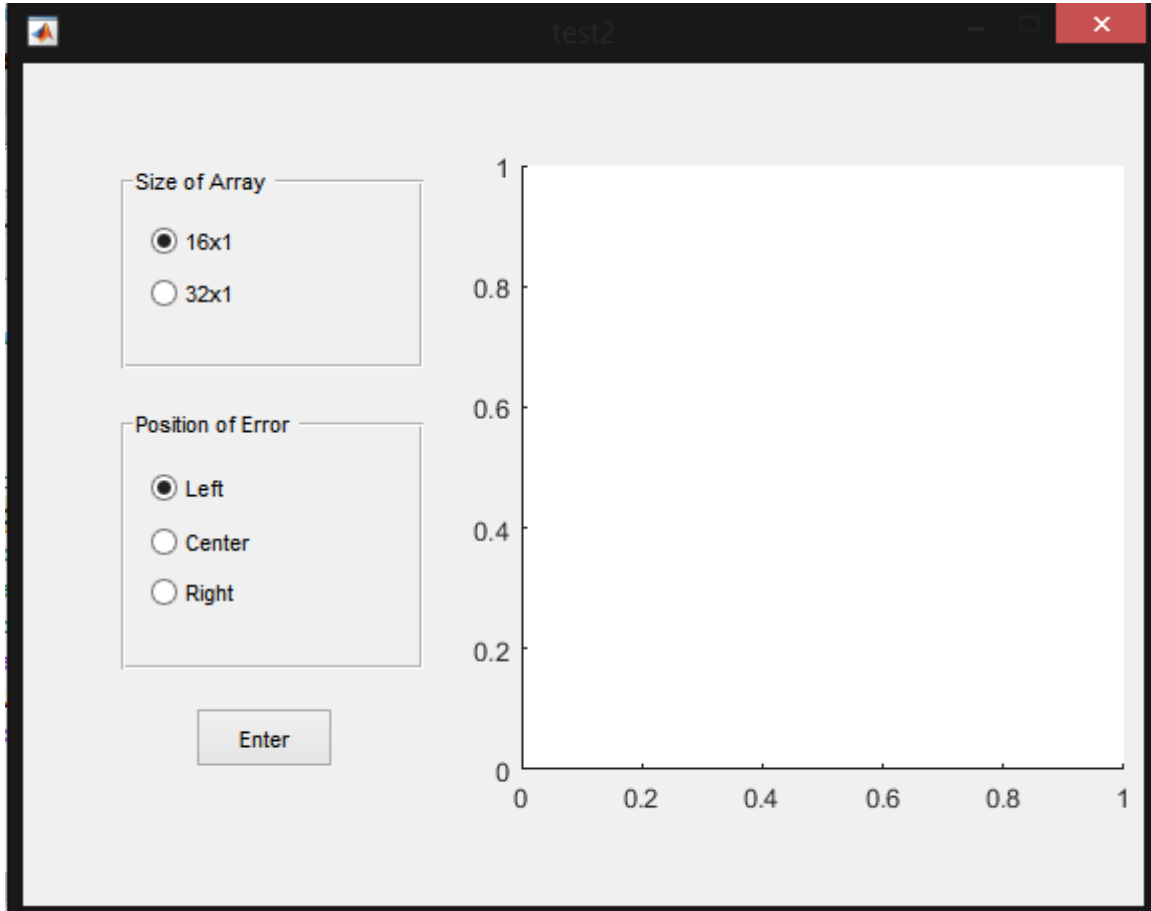 test2
Size of Array
16x1
32x1
Position of Error
Left
Center
Right
Enter
1
0.8
0.6
0.4
0.2
0
0 0.2 0.4 0.6 0.8 1